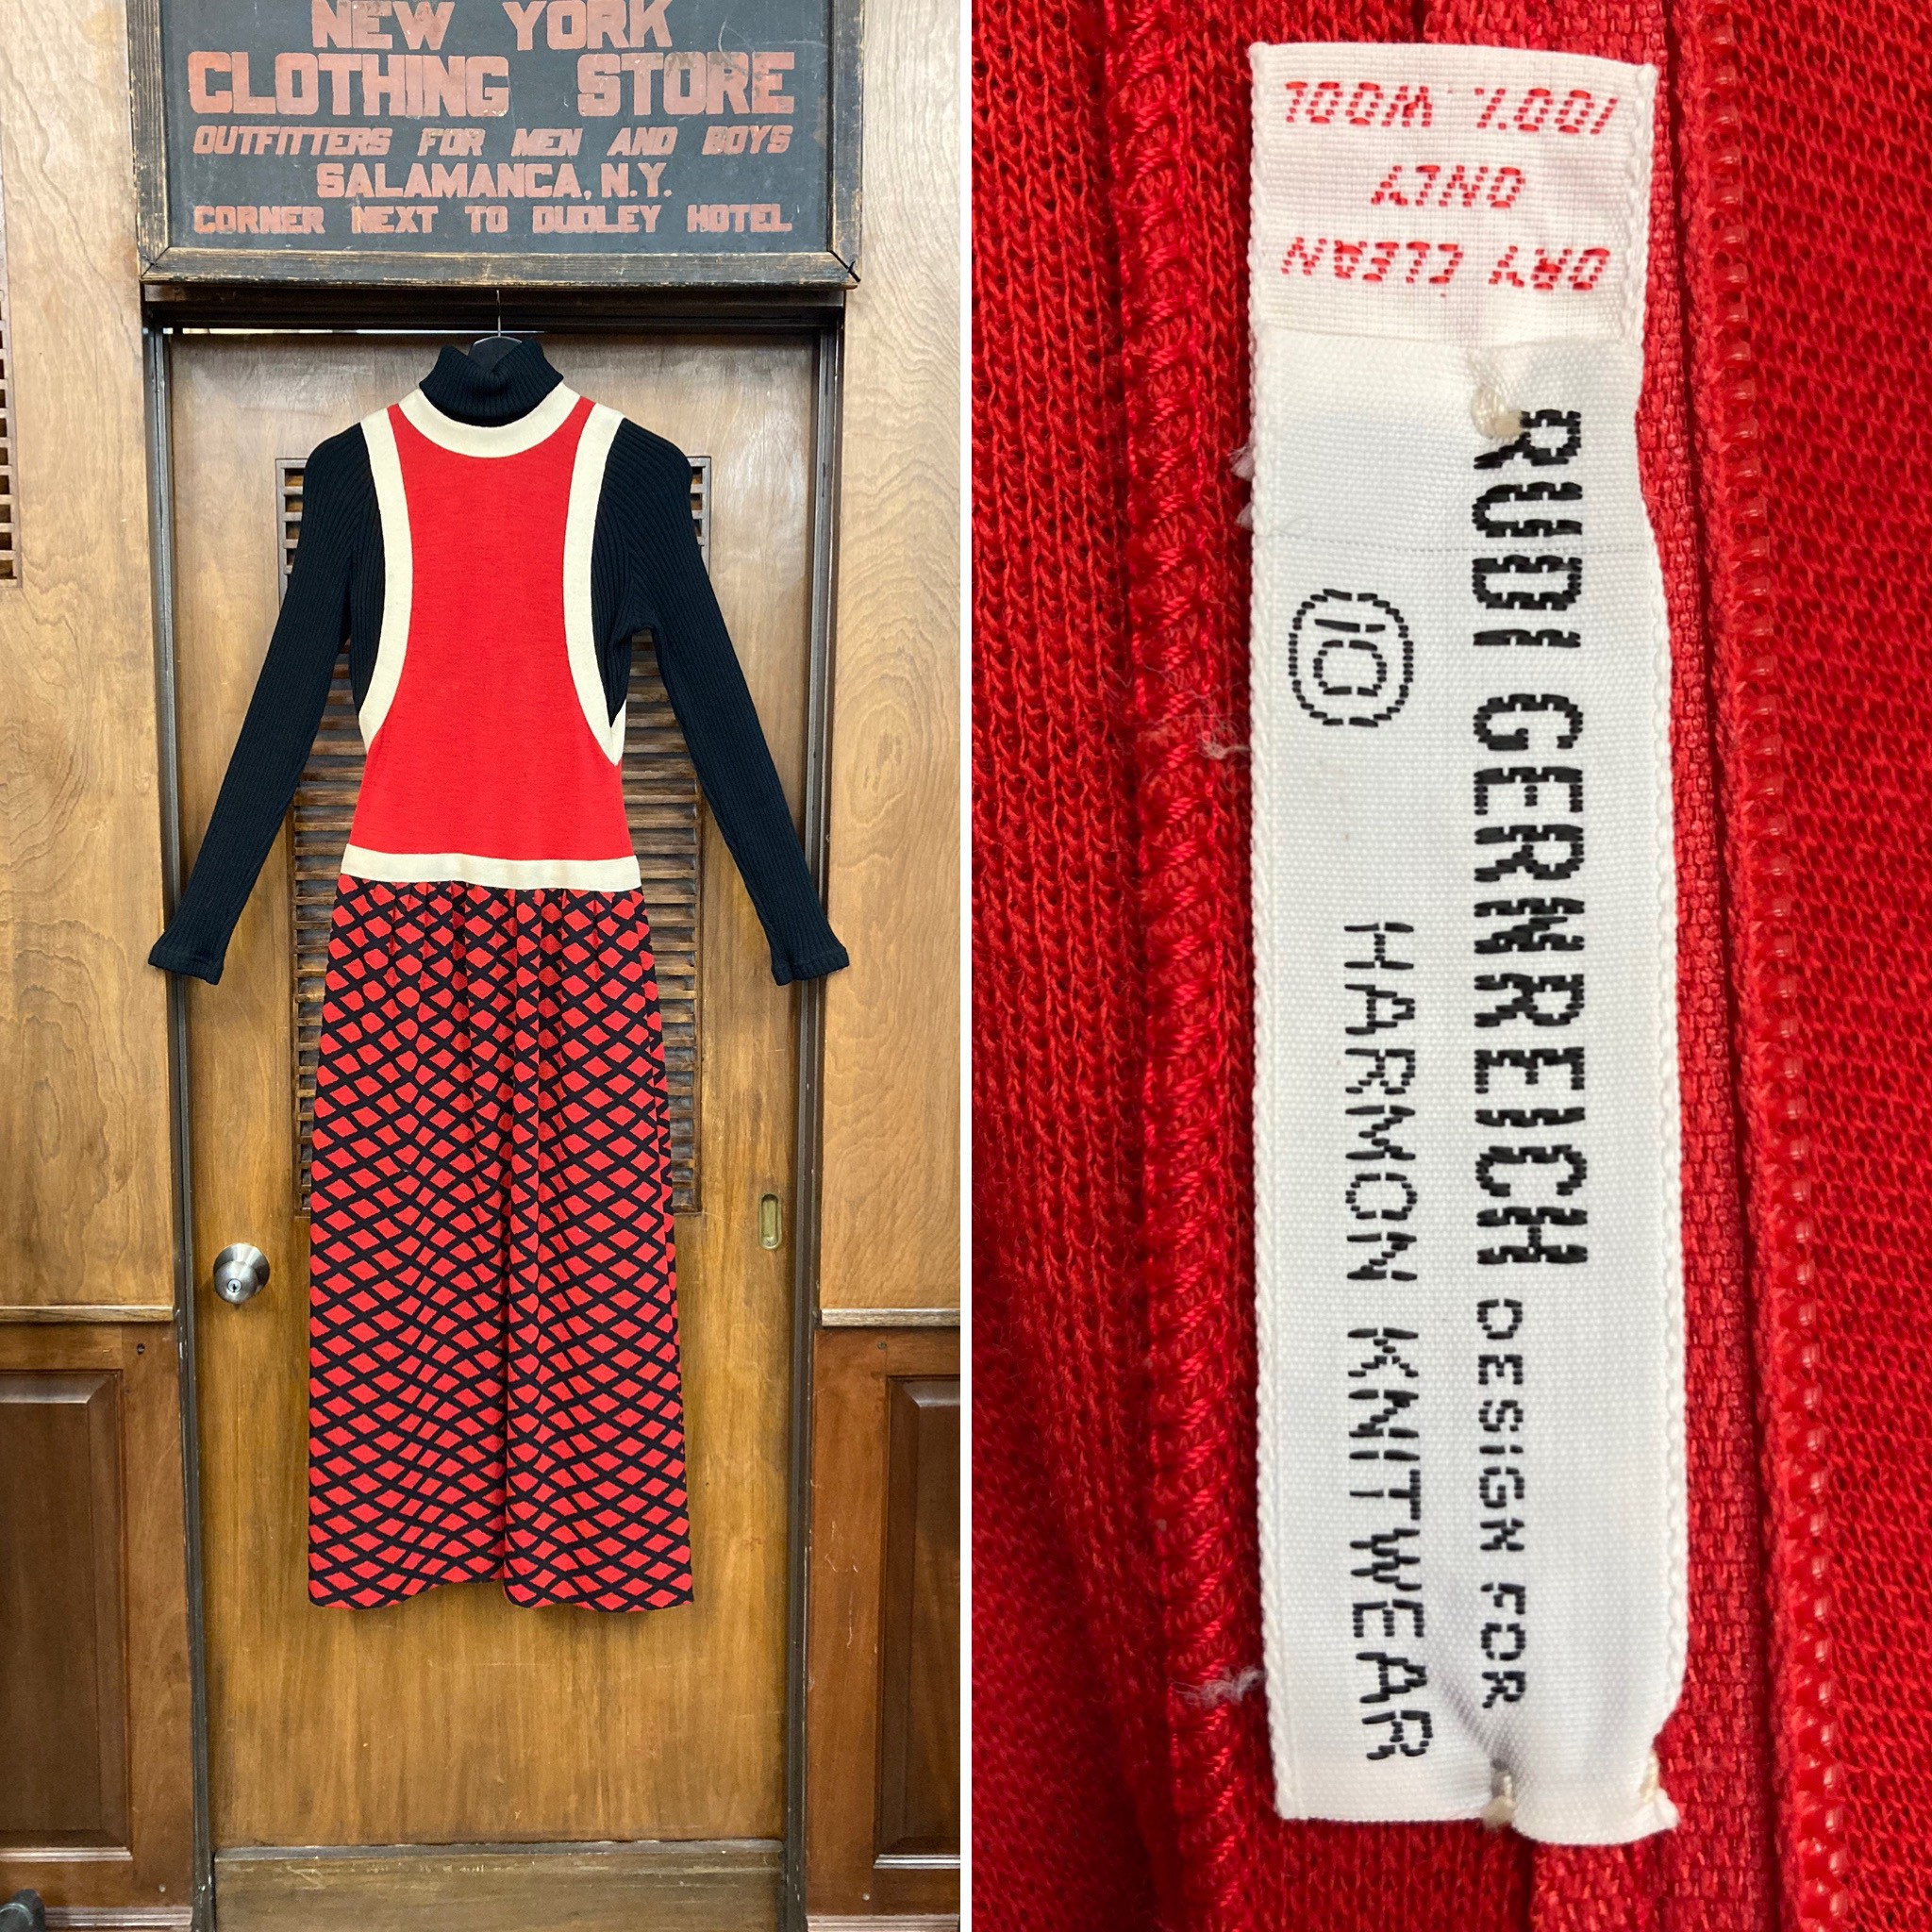 NEW YORK
CLOTHING STORE
OUTFITTERS FOR MEN AND BOYS
SALAMANCA, N.Y.
CORNER NEXT TO DUDLEY HOTEL
DRY CLEAN
ONLY
100% WOOL
RUDI GERNREICH DESIGN FOR
10 HARMON KNITWEAR